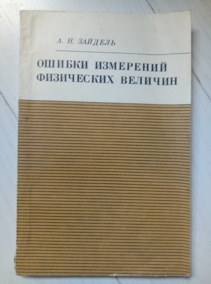 А. Н. ЗАЙДЕЛЬ
ОШИБКИ ИЗМЕРЕНИЙ
ФИЗИЧЕСКИХ ВЕЛИЧИН